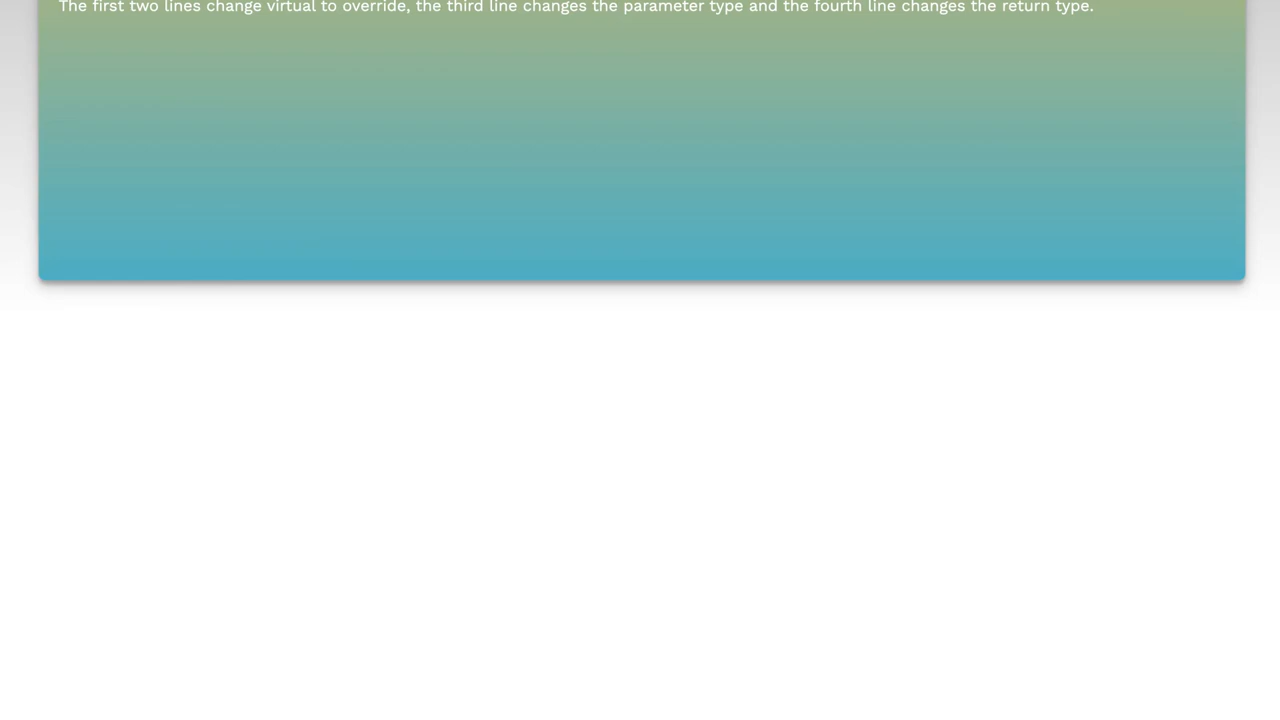 The first two lines change virtual to override, the third line changes the parameter type and the fourth line changes the return type.